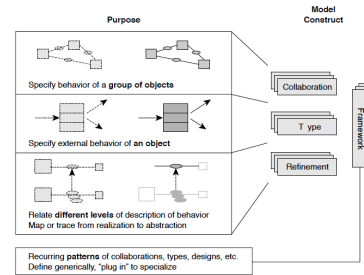 Purpose
Model
Construct
Specify behavior of a group of objects
Collaboration
Specify external behavior of an object
T ype
Framework
Refinement
Relate different levels of description of behavior
Map or trace from realization to abstraction
Recurring patterns of collaborations, types, designs, etc.
Define generically, "plug in" to specialize